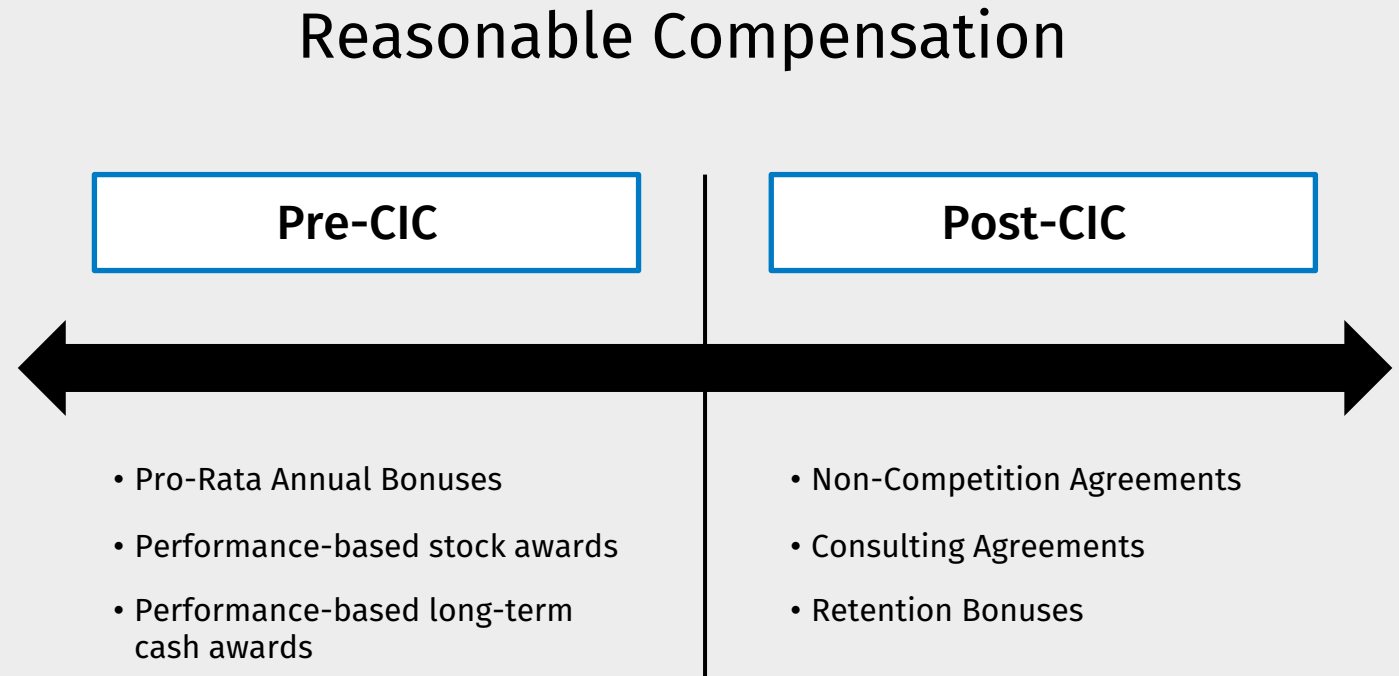 Reasonable Compensation
Pre-CIC
Post-CIC
• Pro-Rata Annual Bonuses
• Performance-based stock awards
• Performance-based long-term
cash awards
• Non-Competition Agreements
• Consulting Agreements
• Retention Bonuses